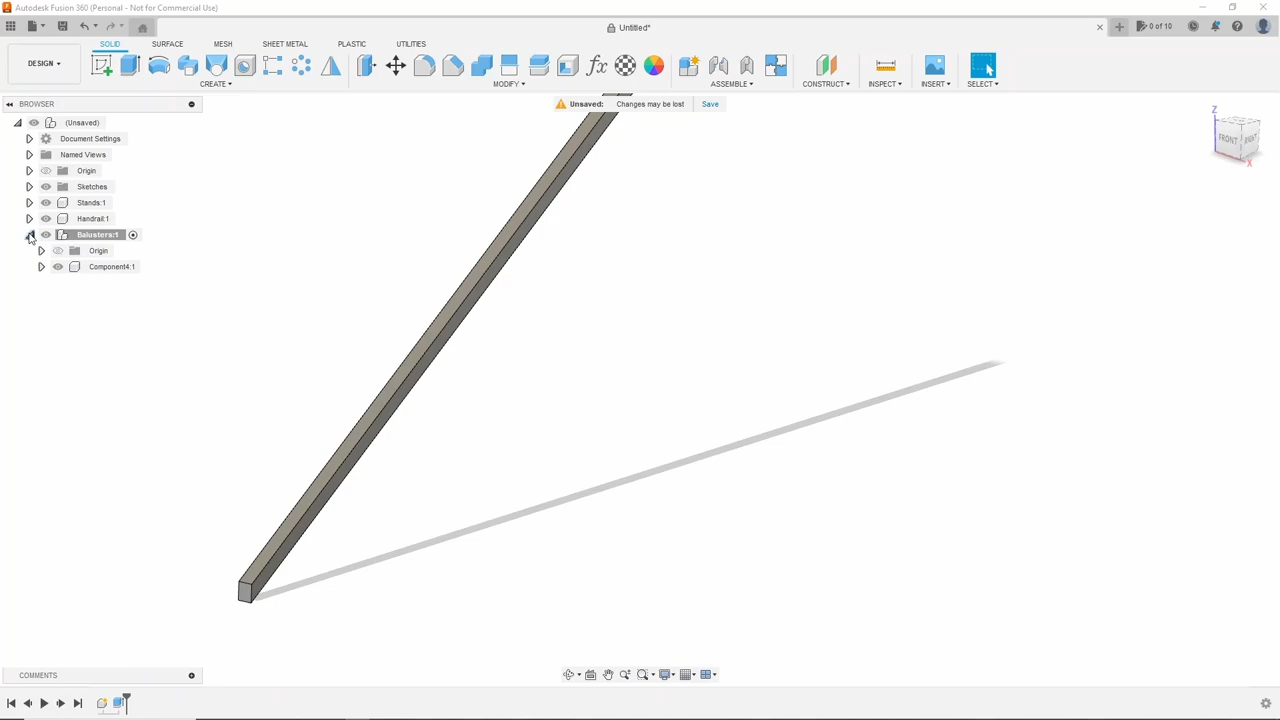 Autodesk Fusion 360 (Personal - Not for Commercial Use)
Untitled*
0 of 10
DESIGN
SOLID
SURFACE
MESH
SHEET METAL
PLASTIC
UTILITIES
CREATE
MODIFY
ASSEMBLE
CONSTRUCT
INSPECT
INSERT
SELECT
BROWSER
Unsaved: Changes may be lost Save
(Unsaved)
Document Settings
Named Views
Origin
Sketches
Stands:1
Handrail:1
Balusters:1
Origin
Component4:1
Z
FRONT
RIGHT
X
COMMENTS